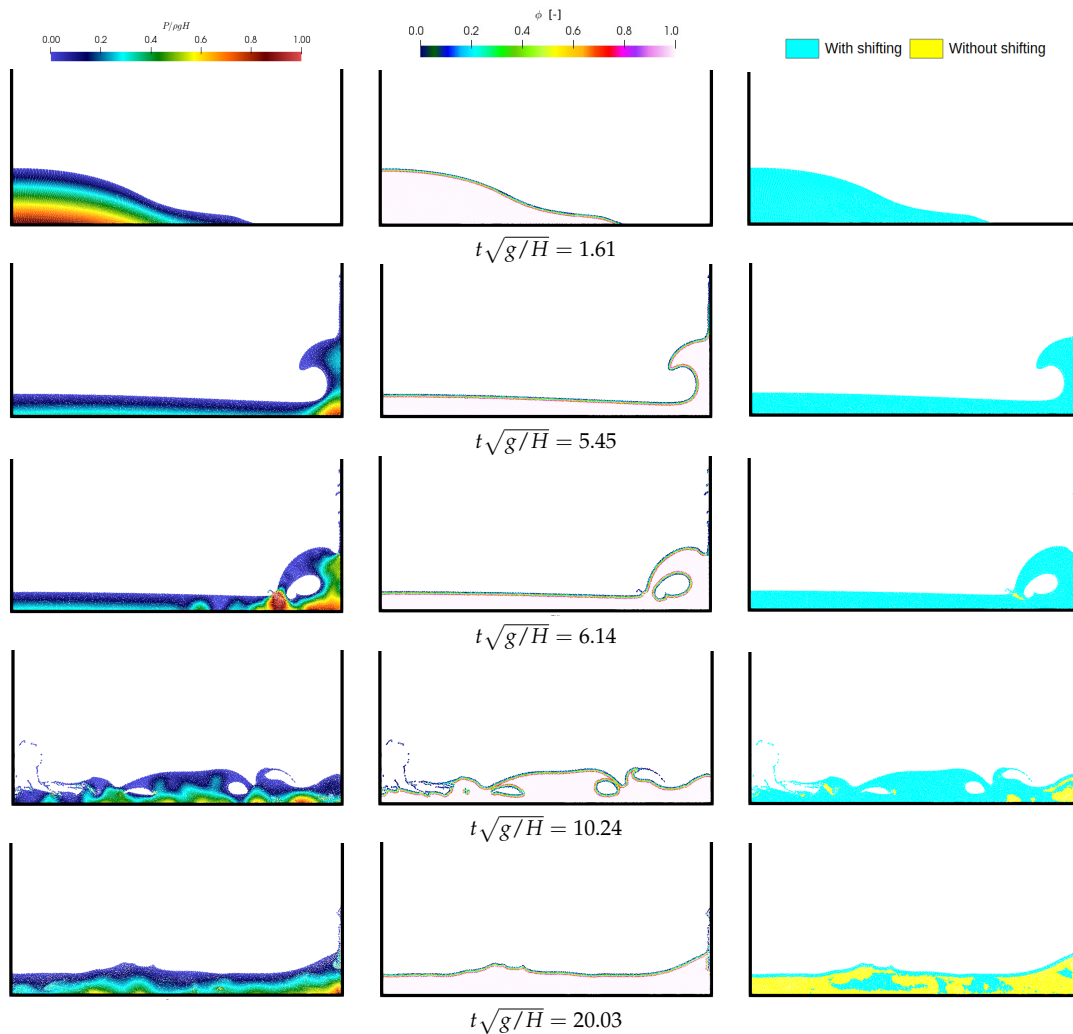 P/ρgH
0.00 0.2 0.4 0.6 0.8 1.0
ϕ [-]
0.0 0.2 0.4 0.6 0.8 1.0
With shifting Without shifting
t√g/H = 1.61
t√g/H = 5.45
t√g/H = 6.14
t√g/H = 10.24
t√g/H = 20.03